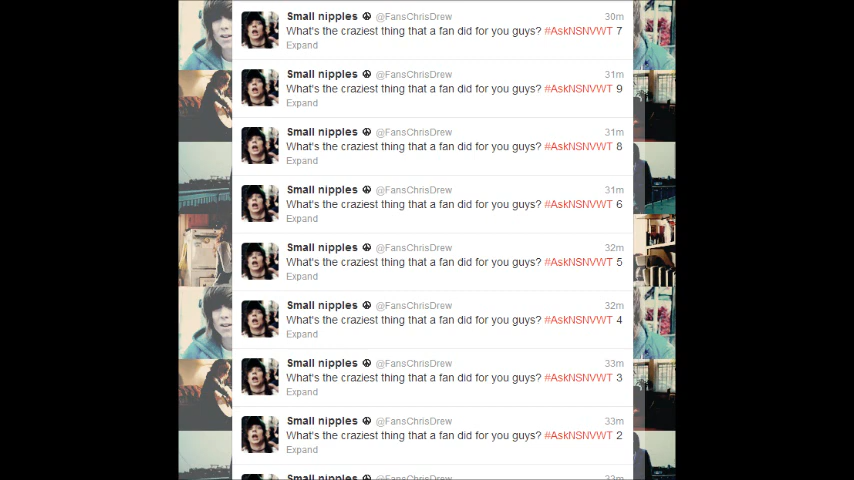 Small nipples ☮ @FansChrisDrew 30m
What's the craziest thing that a fan did for you guys? #AskNSNVWT 7
Expand
Small nipples ☮ @FansChrisDrew 31m
What's the craziest thing that a fan did for you guys? #AskNSNVWT 9
Expand
Small nipples ☮ @FansChrisDrew 31m
What's the craziest thing that a fan did for you guys? #AskNSNVWT 8
Expand
Small nipples ☮ @FansChrisDrew 31m
What's the craziest thing that a fan did for you guys? #AskNSNVWT 6
Expand
Small nipples ☮ @FansChrisDrew 32m
What's the craziest thing that a fan did for you guys? #AskNSNVWT 5
Expand
Small nipples ☮ @FansChrisDrew 32m
What's the craziest thing that a fan did for you guys? #AskNSNVWT 4
Expand
Small nipples ☮ @FansChrisDrew 33m
What's the craziest thing that a fan did for you guys? #AskNSNVWT 3
Expand
Small nipples ☮ @FansChrisDrew 33m
What's the craziest thing that a fan did for you guys? #AskNSNVWT 2
Expand
Small nipples ☮ @FansChrisDrew 33m